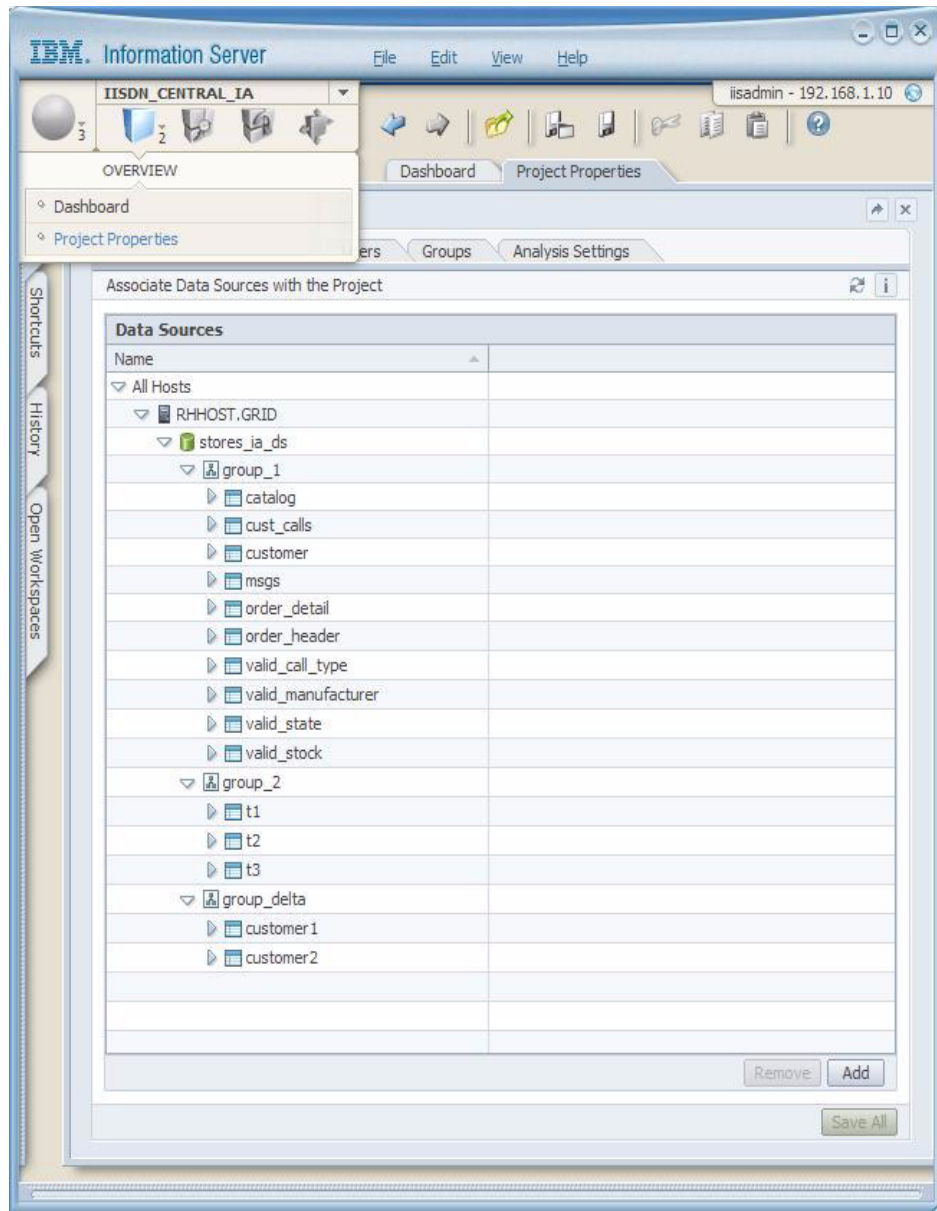 IBM. Information Server File Edit View Help
IISDN_CENTRAL_IA
iisadmin - 192.168.1.10
3 2
OVERVIEW
Dashboard Project Properties
Dashboard
Project Properties
ers Groups Analysis Settings
Associate Data Sources with the Project
Shortcuts
History
Open Workspaces
Data Sources
Name
All Hosts
RHHOST.GRID
stores_ia_ds
group_1
catalog
cust_calls
customer
msgs
order_detail
order_header
valid_call_type
valid_manufacturer
valid_state
valid_stock
group_2
t1
t2
t3
group_delta
customer1
customer2
Remove Add
Save All